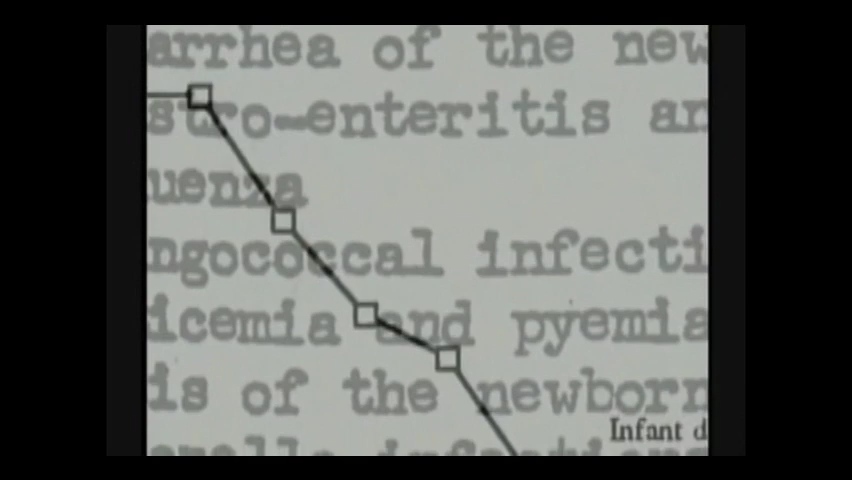 arrhea of the new
stro-enteritis an
uenza
ngococcal infecti
icemia and pyemia
is of the newborn
Infant d